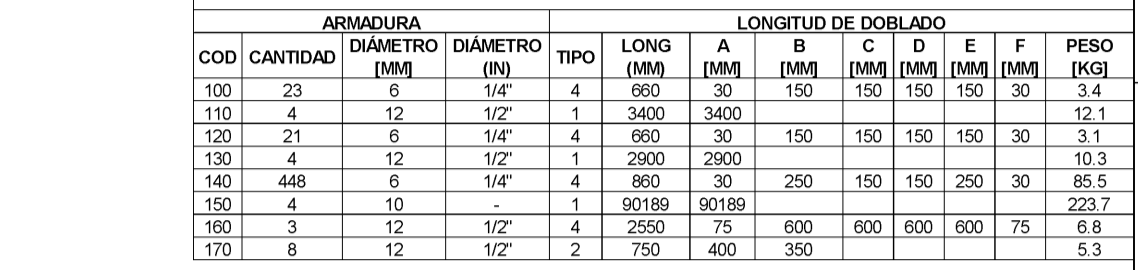 ARMADURA LONGITUD DE DOBLADO
COD CANTIDAD DIÁMETRO [MM] DIÁMETRO (IN) TIPO LONG (MM) A [MM] B [MM] C [MM] D [MM] E [MM] F [MM] PESO [KG]
100 23 6 1/4" 4 660 30 150 150 150 150 30 3.4
110 4 12 1/2" 1 3400 3400 12.1
120 21 6 1/4" 4 660 30 150 150 150 150 30 3.1
130 4 12 1/2" 1 2900 2900 10.3
140 448 6 1/4" 4 860 30 250 150 150 250 30 85.5
150 4 10 - 1 90189 90189 223.7
160 3 12 1/2" 4 2550 75 600 600 600 600 75 6.8
170 8 12 1/2" 2 750 400 350 5.3